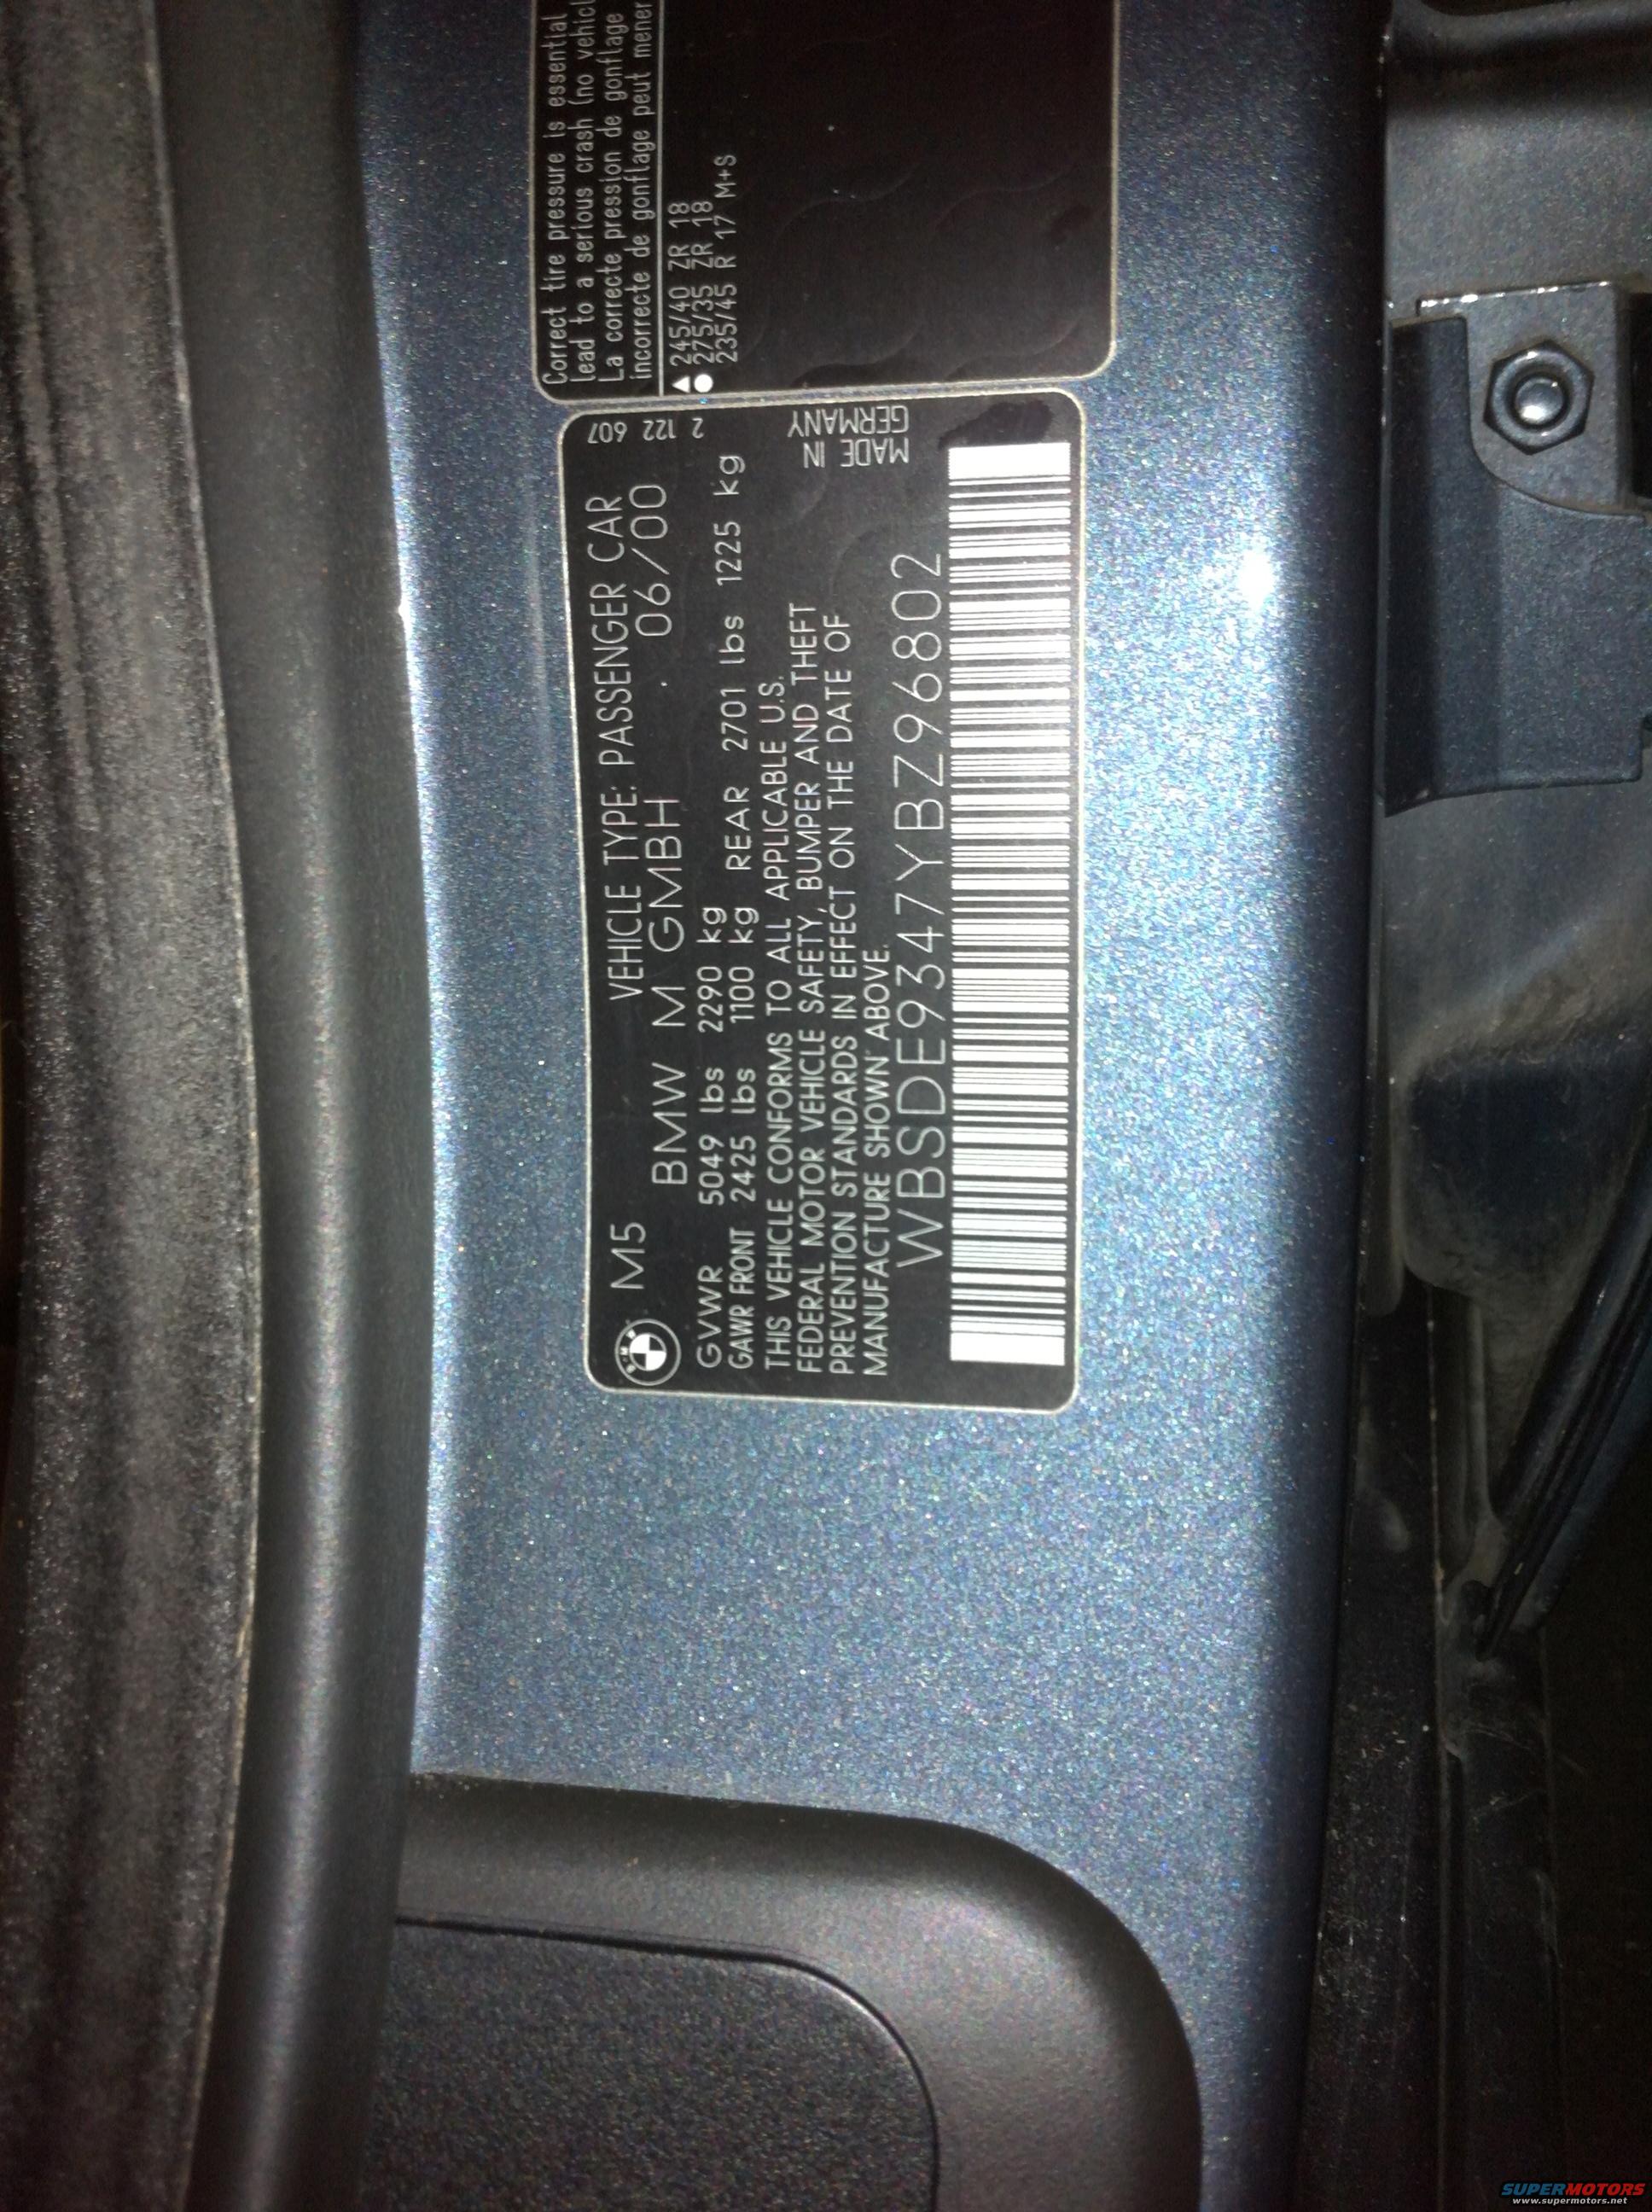 M5 VEHICLE TYPE: PASSENGER CAR
BMW M GMBH . 06/00
GVWR 5049 lbs 2290 kg
GAWR FRONT 2425 lbs 1100 kg REAR 2701 lbs 1225 kg
THIS VEHICLE CONFORMS TO ALL APPLICABLE U.S.
FEDERAL MOTOR VEHICLE SAFETY, BUMPER AND THEFT
PREVENTION STANDARDS IN EFFECT ON THE DATE OF
MANUFACTURE SHOWN ABOVE.
WBSDE9347YBZ96802
2 122 607
MADE IN
GERMANY
Correct tire pressure is essential
lead to a serious crash (no vehicl
La correcte pression de gonflage
incorrecte de gonflage peut mener
245/40 ZR 18
275/35 ZR 18
235/45 R 17 M+S
SUPERMOTORS
www.supermotors.net